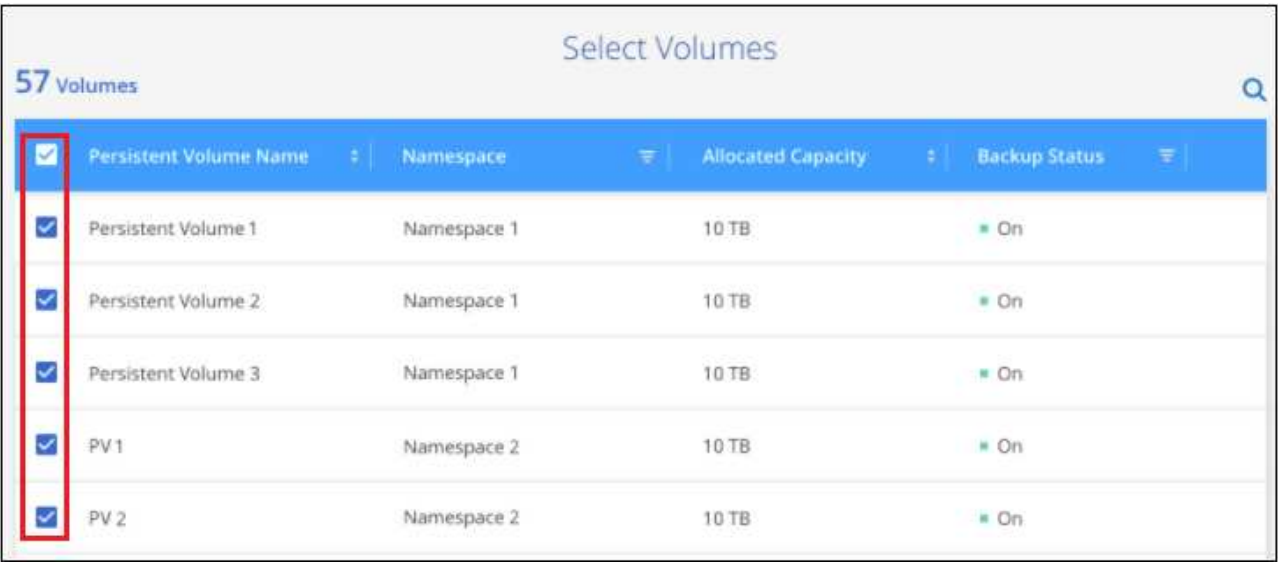 Select Volumes
57 Volumes
Persistent Volume Name Namespace Allocated Capacity Backup Status
Persistent Volume 1 Namespace 1 10 TB On
Persistent Volume 2 Namespace 1 10 TB On
Persistent Volume 3 Namespace 1 10 TB On
PV 1 Namespace 2 10 TB On
PV 2 Namespace 2 10 TB On